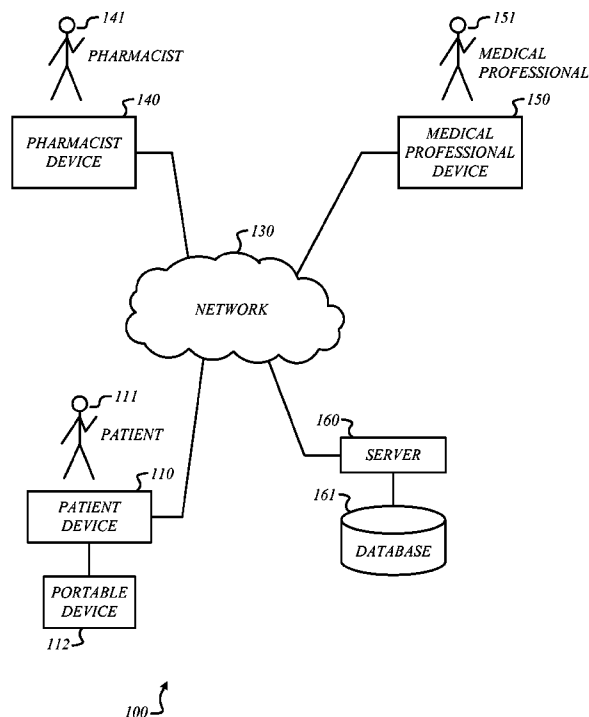 141
PHARMACIST
140
PHARMACIST
DEVICE
151
MEDICAL
PROFESSIONAL
150
MEDICAL
PROFESSIONAL
DEVICE
130
NETWORK
111
PATIENT
110
PATIENT
DEVICE
PORTABLE
DEVICE
112
160
SERVER
161
DATABASE
100